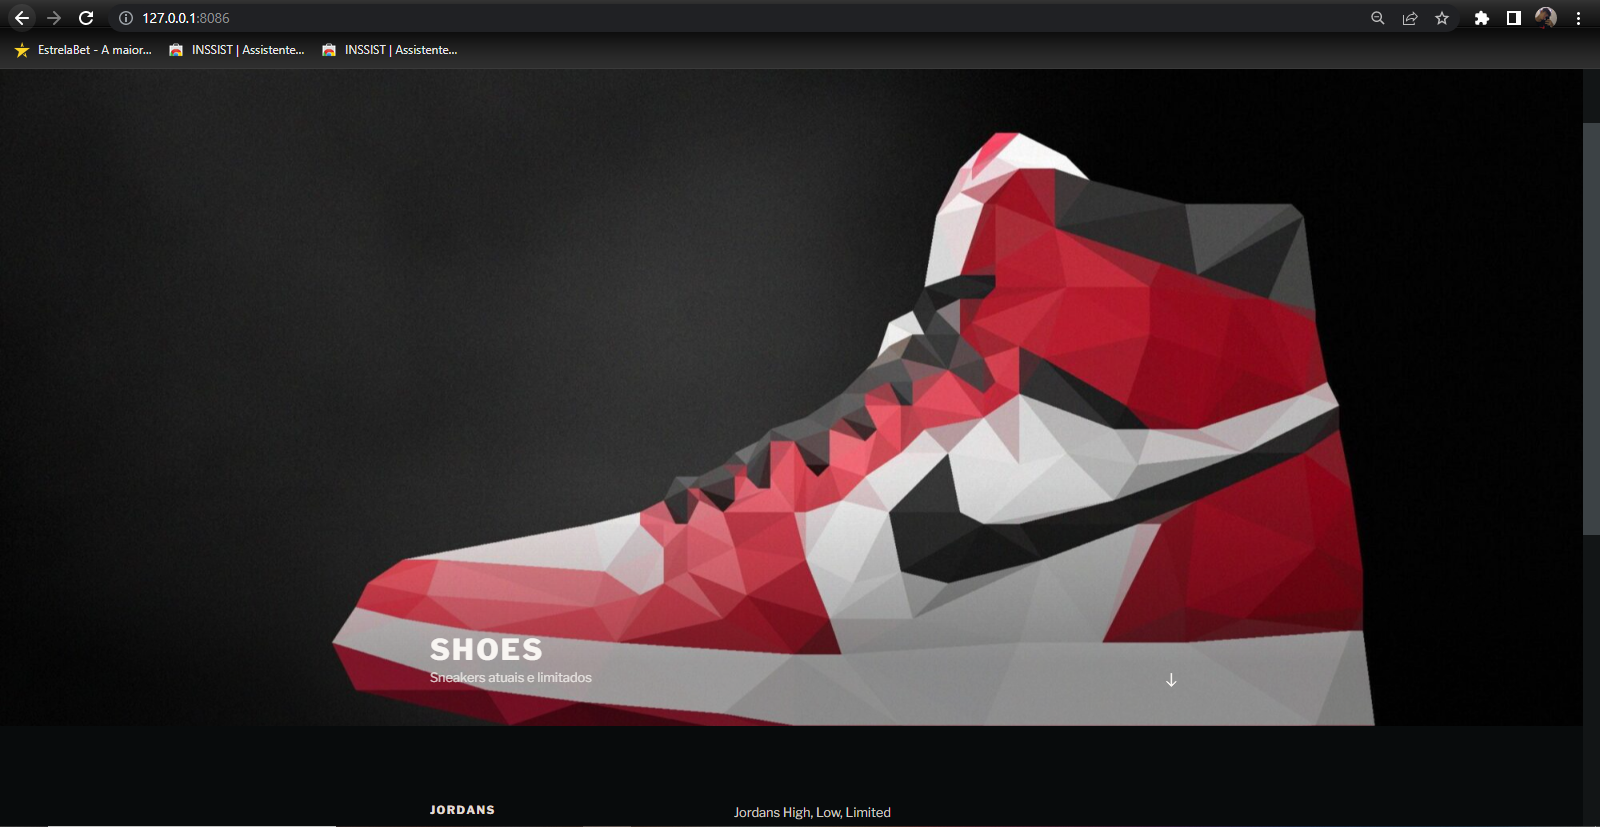 127.0.0.1:8086
EstrelaBet - A maior... INSSIST | Assistente... INSSIST | Assistente...
SHOES
Sneakers atuais e limitados
JORDANS
Jordans High, Low, Limited